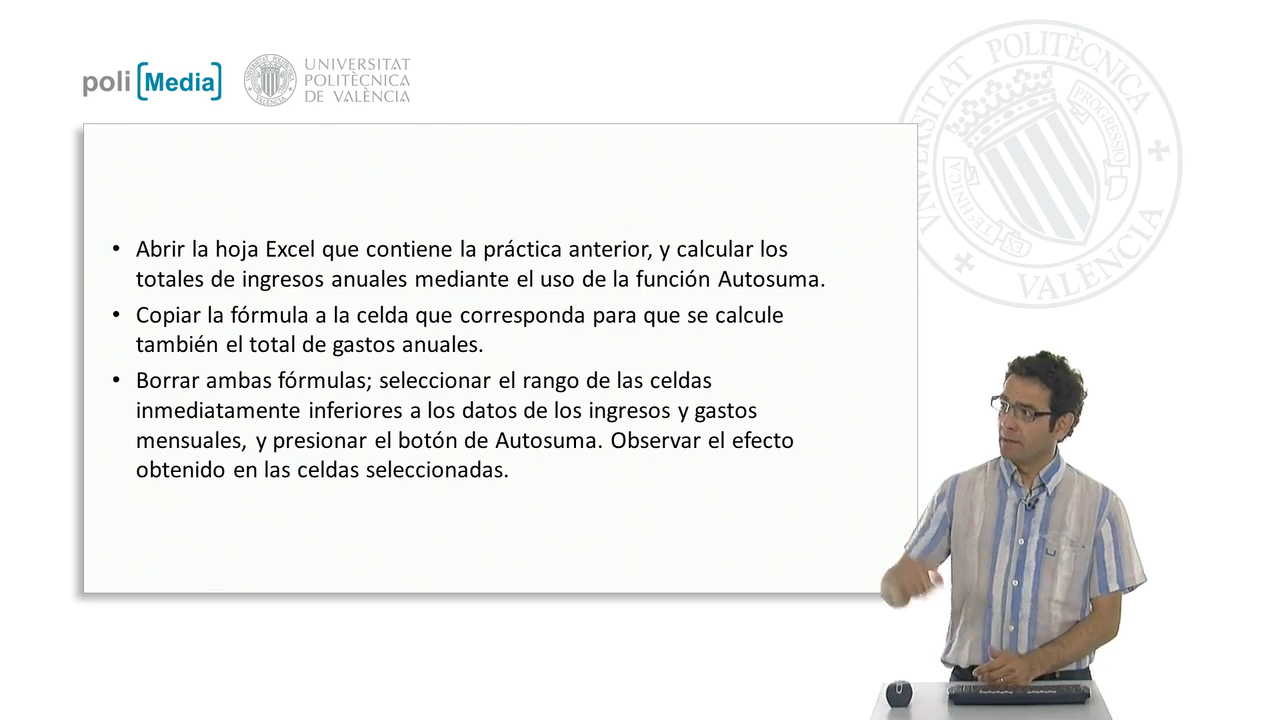 poli [Media]
UNIVERSITAT
POLITÈCNICA
DE VALÈNCIA
UNIVERSITAT POLITÈCNICA
VALÈNCIA
PROGRESSIO
EX TECHNICA
• Abrir la hoja Excel que contiene la práctica anterior, y calcular los
totales de ingresos anuales mediante el uso de la función Autosuma.
• Copiar la fórmula a la celda que corresponda para que se calcule
también el total de gastos anuales.
• Borrar ambas fórmulas; seleccionar el rango de las celdas
inmediatamente inferiores a los datos de los ingresos y gastos
mensuales, y presionar el botón de Autosuma. Observar el efecto
obtenido en las celdas seleccionadas.